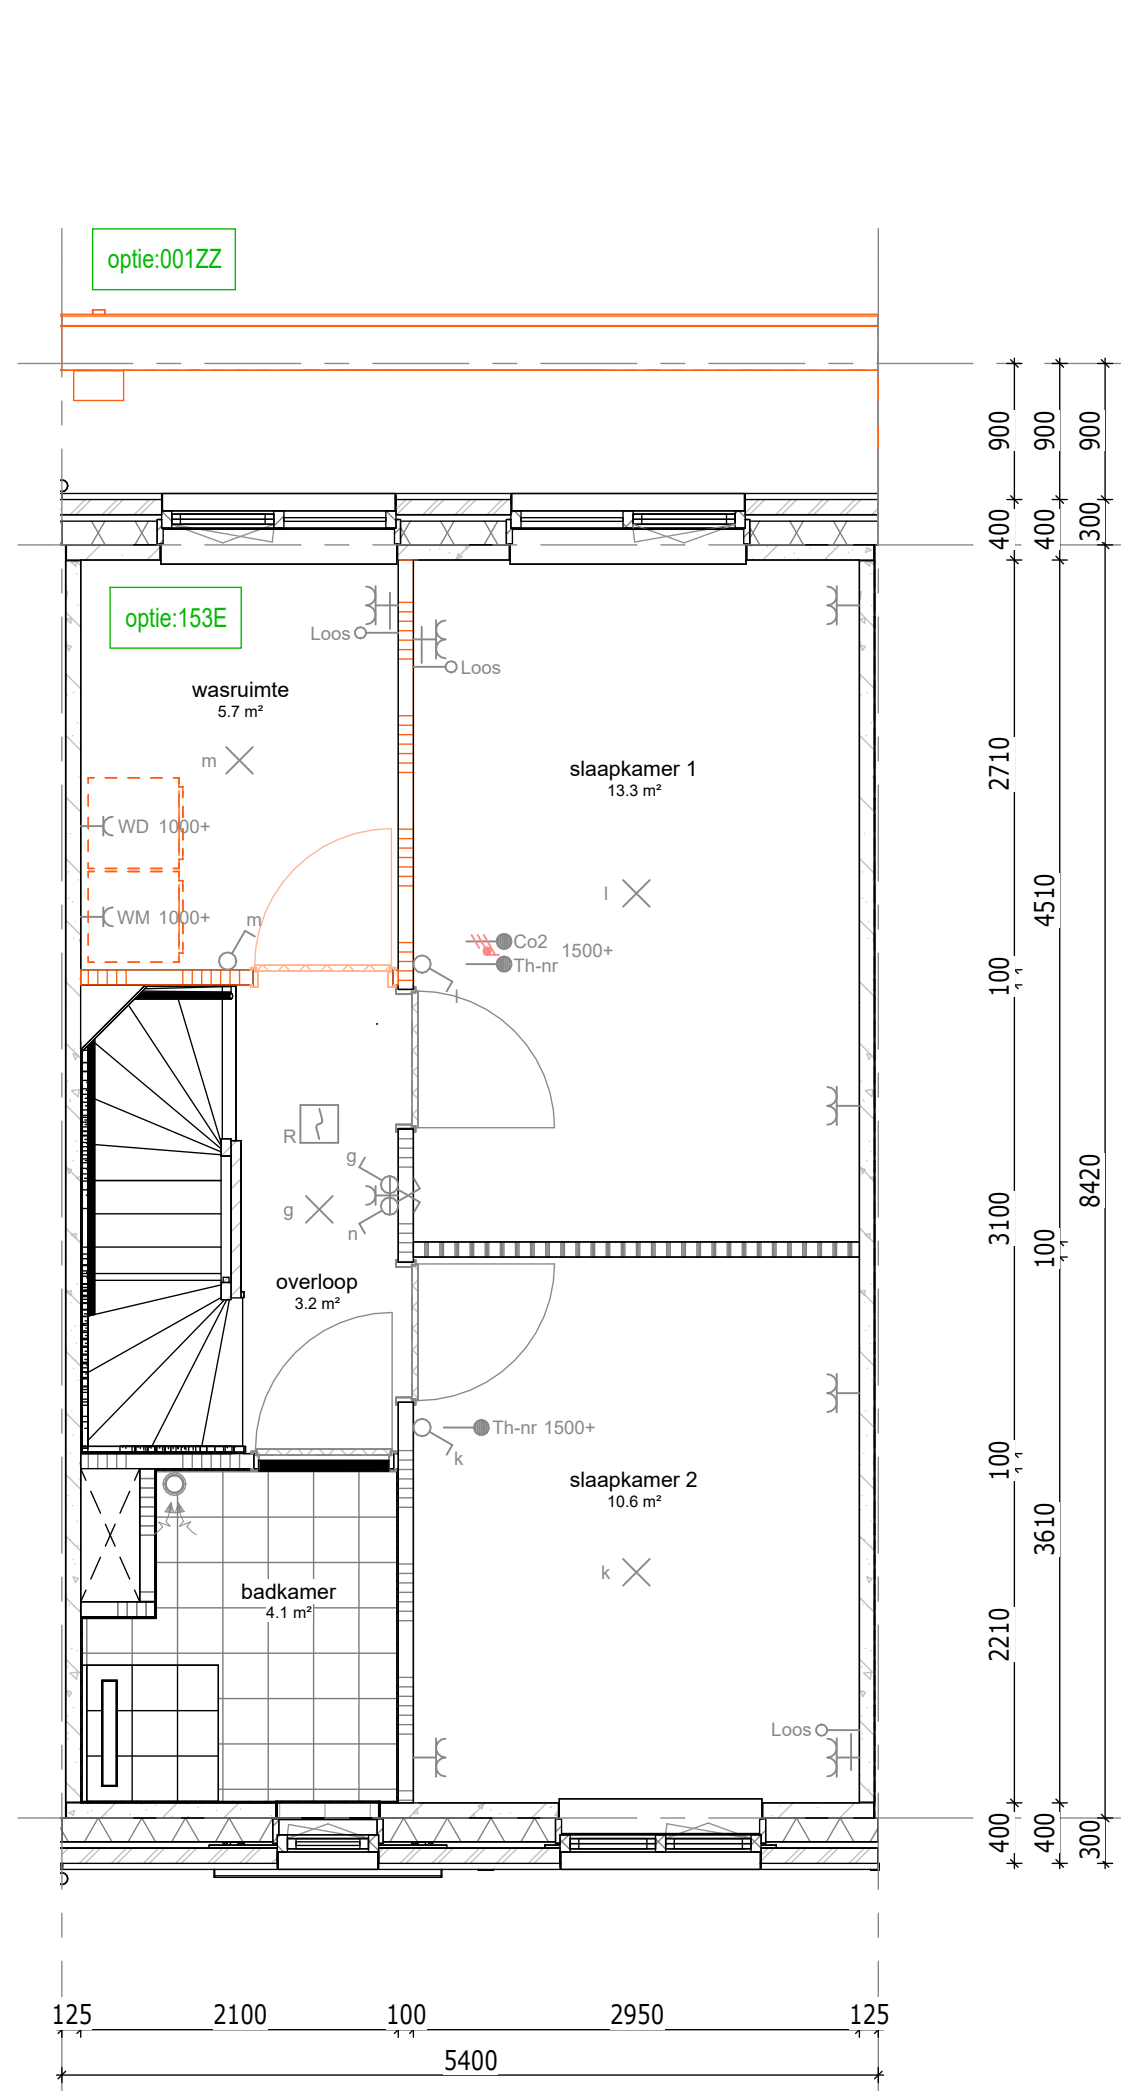 optie:001ZZ
900
900
900
400
400
300
optie:153E
Loos
Loos
wasruimte
5.7 m²
m
slaapkamer 1
13.3 m²
2710
WD 1000+
l
4510
WM 1000+
m
Co2
1500+
Th-nr
l
100
R
g
g
n
3100
8420
100
overloop
3.2 m²
Th-nr 1500+
k
100
slaapkamer 2
10.6 m²
3610
k
badkamer
4.1 m²
2210
Loos
400
400
300
125
2100
100
2950
125
5400